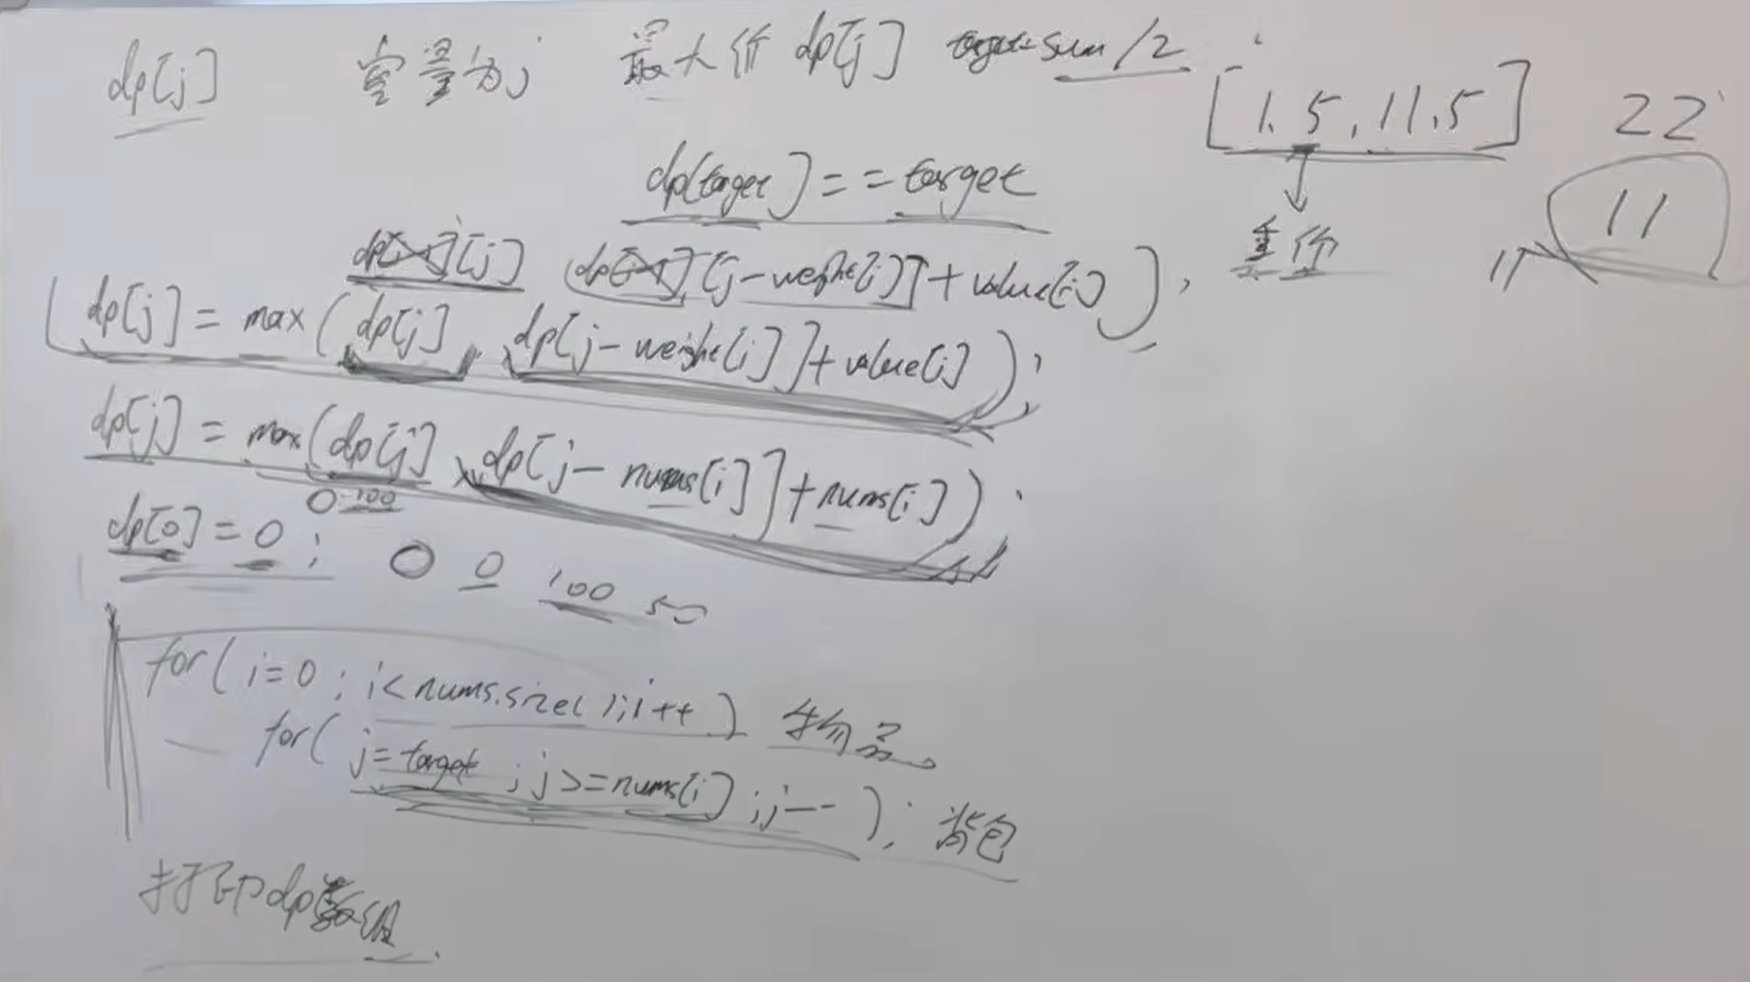 dp[j] 容量为j 最大价 dp[j] target=sum/2
[1.5,11.5] 22
dp[target]==target 11
重价 11
dp[i-1][j] (dp[i-1][j-weight[i]]+value[i]),
dp[j]=max(dp[j], dp[j-weight[i]]+value[i]);
dp[j]=max(dp[j], dp[j-nums[i]]+nums[i]);
0 100
dp[0]=0; 0 0 100 50
for(i=0;i<nums.size();i++) 物品
for(j=target;j>=nums[i];j--); 背包
打印dp数组.